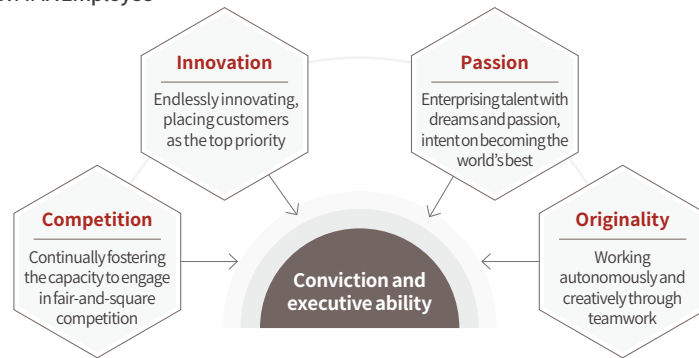 Innovation
Endlessly innovating,
placing customers
as the top priority
Passion
Enterprising talent with
dreams and passion,
intent on becoming the
world's best
Competition
Continually fostering
the capacity to engage
in fair-and-square
competition
Originality
Working
autonomously and
creatively through
teamwork
Conviction and
executive ability